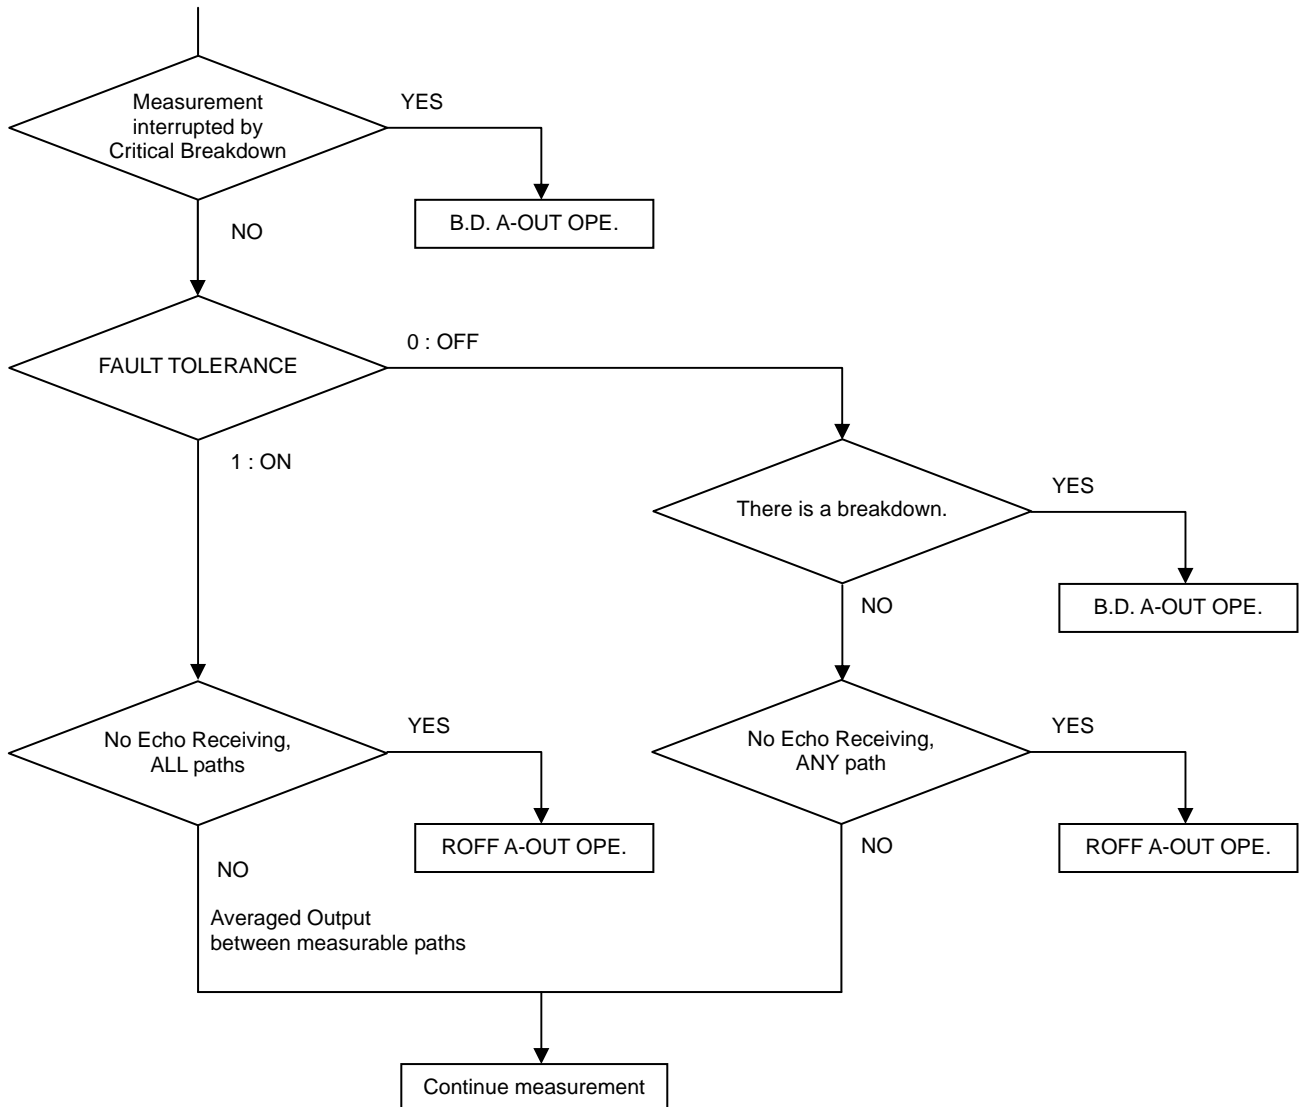 Measurement
interrupted by
Critical Breakdown
YES
B.D. A-OUT OPE.
NO
FAULT TOLERANCE
0 : OFF
1 : ON
There is a breakdown.
YES
B.D. A-OUT OPE.
NO
No Echo Receiving,
ALL paths
YES
ROFF A-OUT OPE.
NO
Averaged Output
between measurable paths
No Echo Receiving,
ANY path
YES
ROFF A-OUT OPE.
NO
Continue measurement